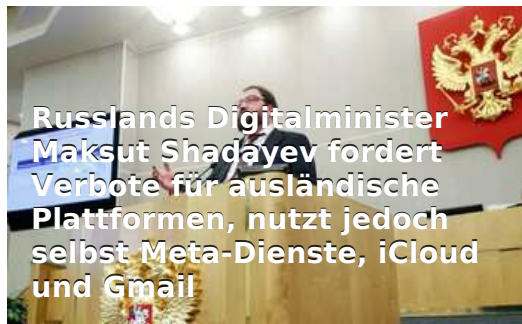 Russlands Digitalminister
Maksut Shadayev fordert
Verbote für ausländische
Plattformen, nutzt jedoch
selbst Meta-Dienste, iCloud
und Gmail